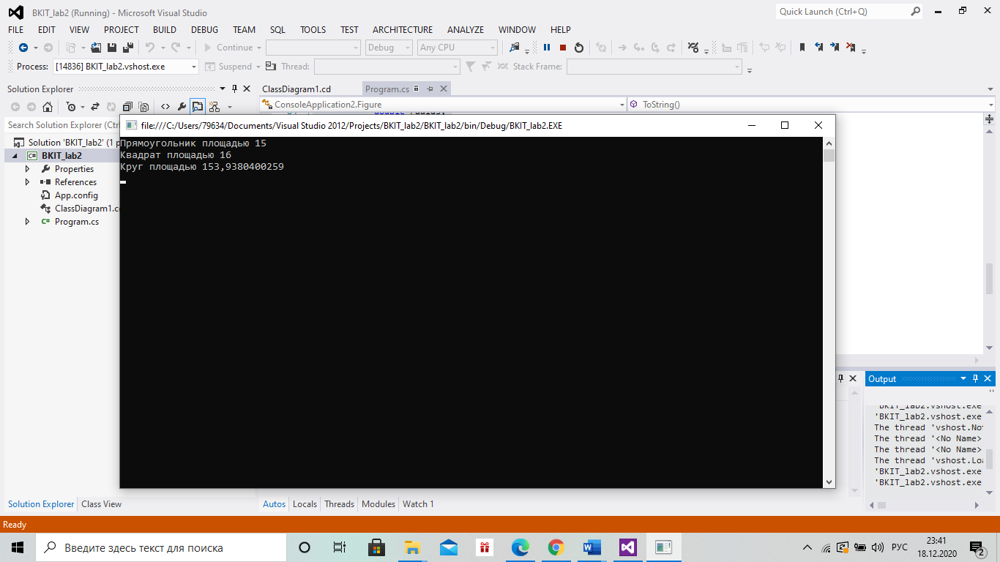 BKIT_lab2 (Running) - Microsoft Visual Studio
Quick Launch (Ctrl+Q)
FILE EDIT VIEW PROJECT BUILD DEBUG TEAM SQL TOOLS TEST ARCHITECTURE ANALYZE WINDOW HELP
Continue Debug Any CPU
Process: [14836] BKIT_lab2.vshost.exe Suspend Thread: Stack Frame:
Solution Explorer
ClassDiagram1.cd Program.cs
ConsoleApplication2.Figure ToString()
Search Solution Explorer (Ctr
file:///C:/Users/79634/Documents/Visual Studio 2012/Projects/BKIT_lab2/BKIT_lab2/bin/Debug/BKIT_lab2.EXE
Прямоугольник площадью 15
Квадрат площадью 16
Круг площадью 153,9380400259
Solution 'BKIT_lab2' (1 p
BKIT_lab2
Properties
References
App.config
ClassDiagram1.c
Program.cs
Output
'BKIT_lab2.vshost.exe
'BKIT_lab2.vshost.exe
The thread 'vshost.No
The thread '<No Name>
The thread '<No Name>
The thread 'vshost.Loa
'BKIT_lab2.vshost.exe
'BKIT_lab2.vshost.exe
Solution Explorer Class View
Autos Locals Threads Modules Watch 1
Ready
Введите здесь текст для поиска
РУС
23:41
18.12.2020
2